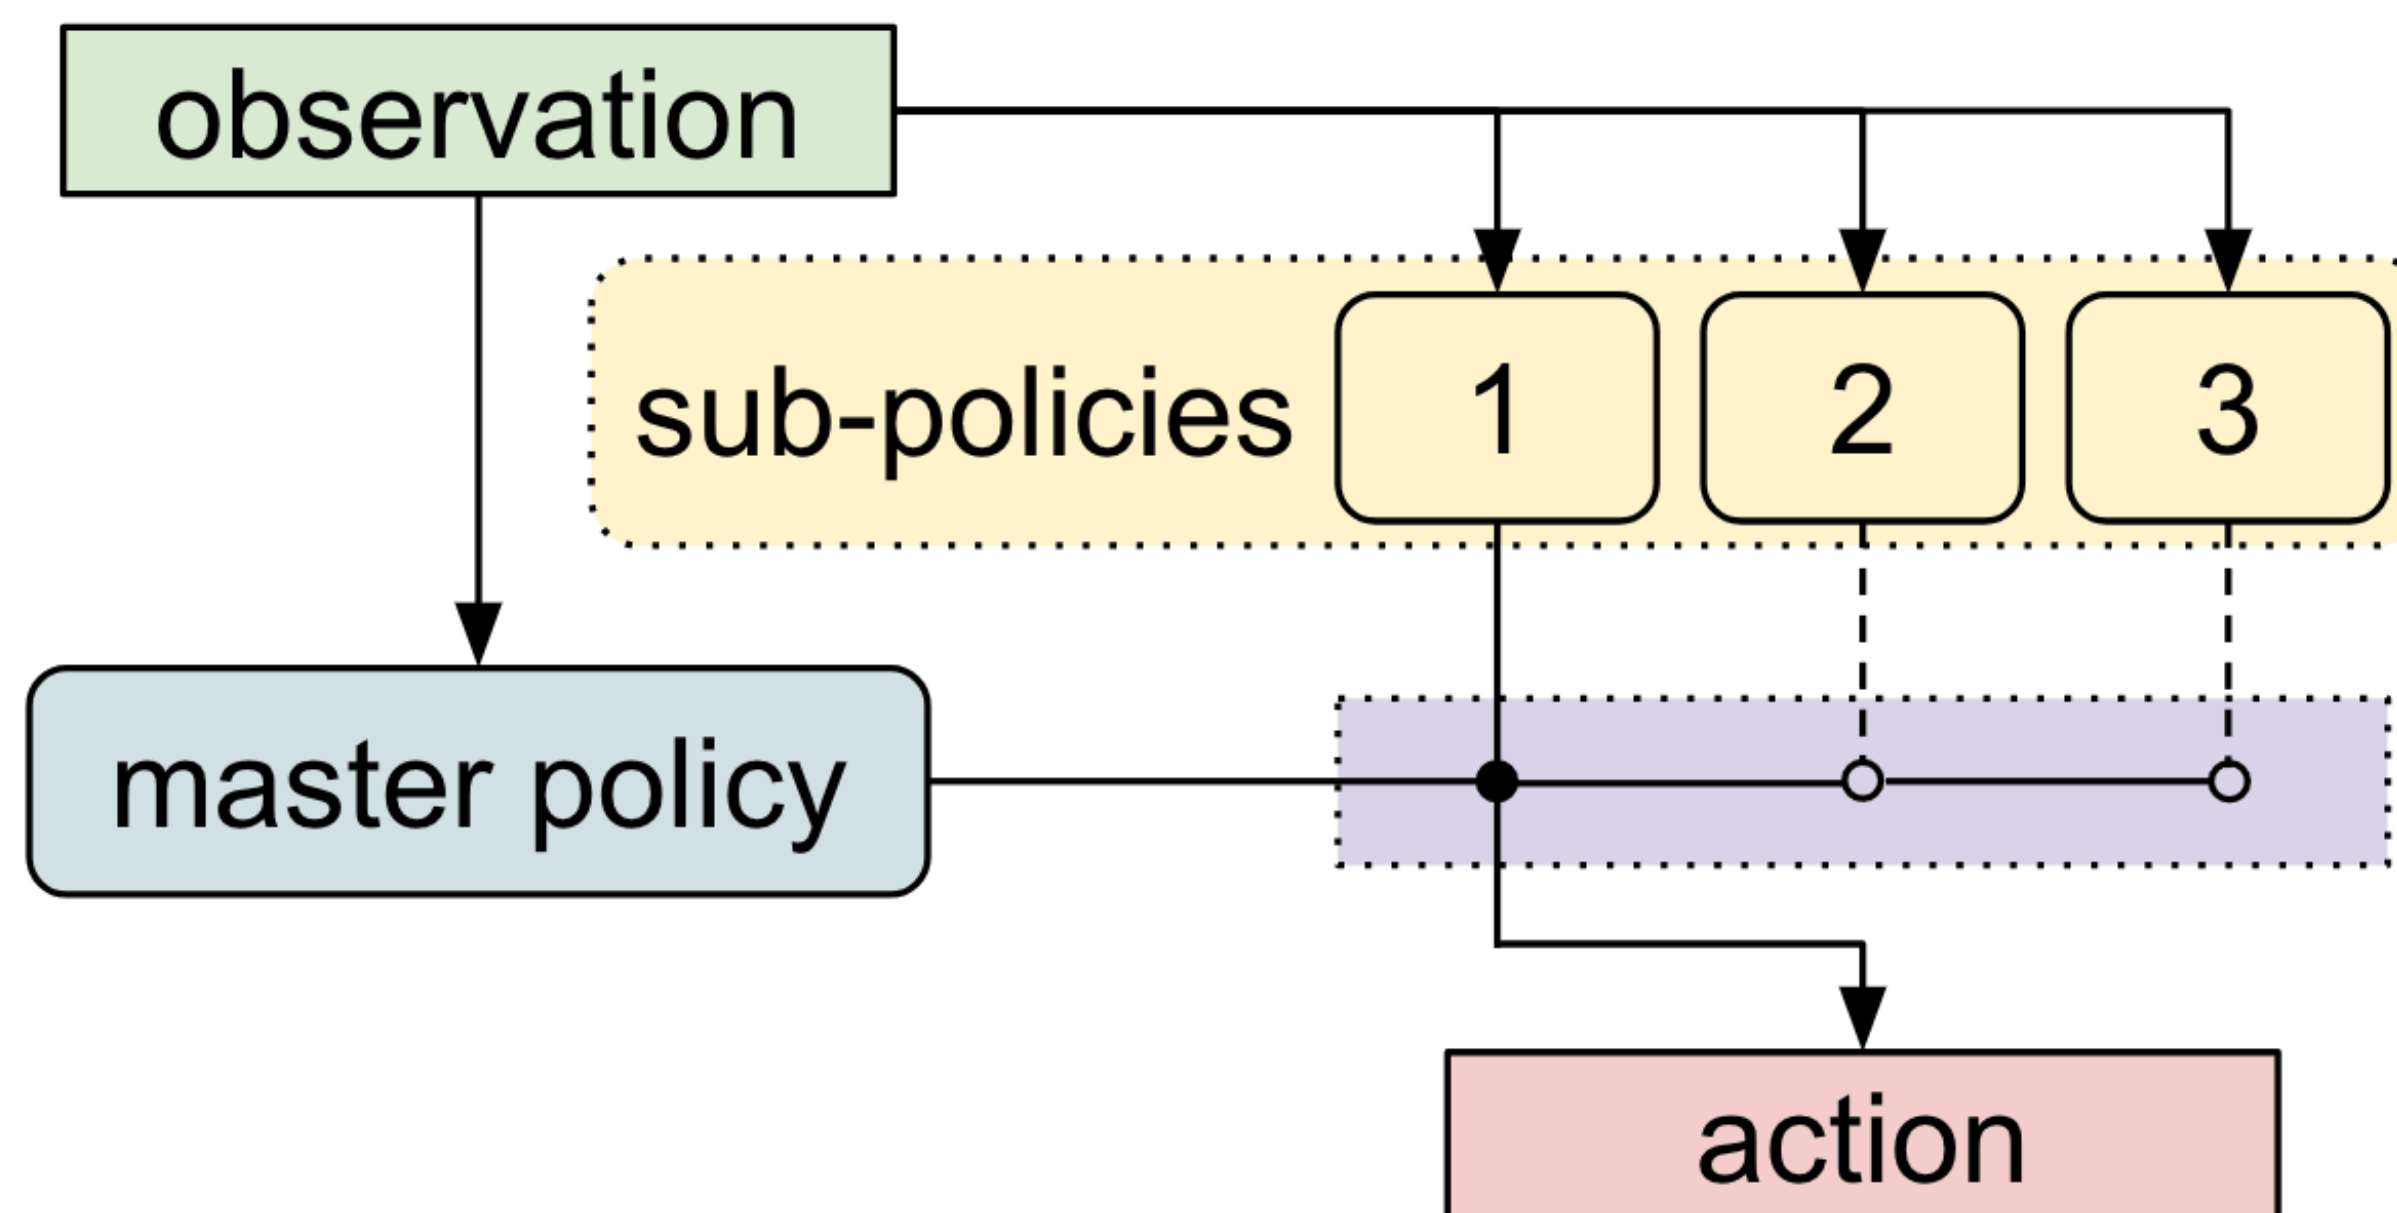 observation
sub-policies 1 2 3
master policy
action